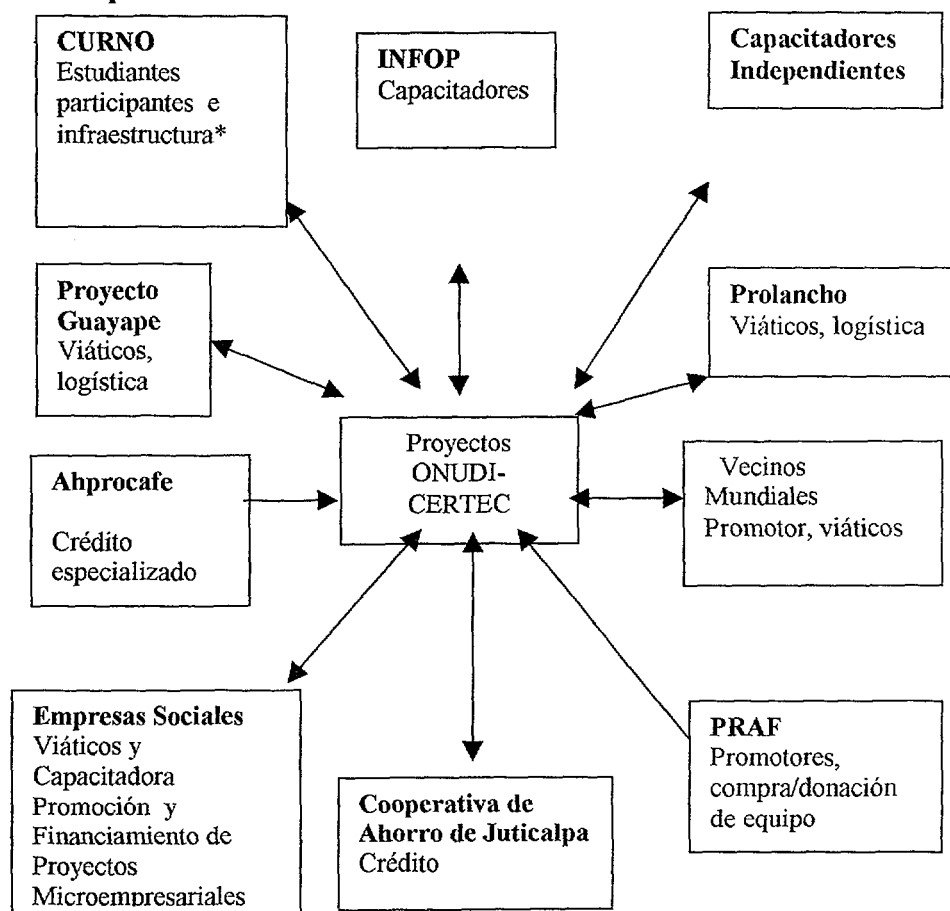 CURNO
Estudiantes
participantes e
infraestructura*
INFOP
Capacitadores
Capacitadores
Independientes
Proyecto
Guayape
Viáticos,
logística
Prolancho
Viáticos, logística
Proyectos
ONUDI-
CERTEC
Ahprocafe
Crédito
especializado
Vecinos
Mundiales
Promotor, viáticos
Empresas Sociales
Viáticos y
Capacitadora
Promoción y
Financiamiento de
Proyectos
Microempresariales
Cooperativa de
Ahorro de Juticalpa
Crédito
PRAF
Promotores,
compra/donación
de equipo